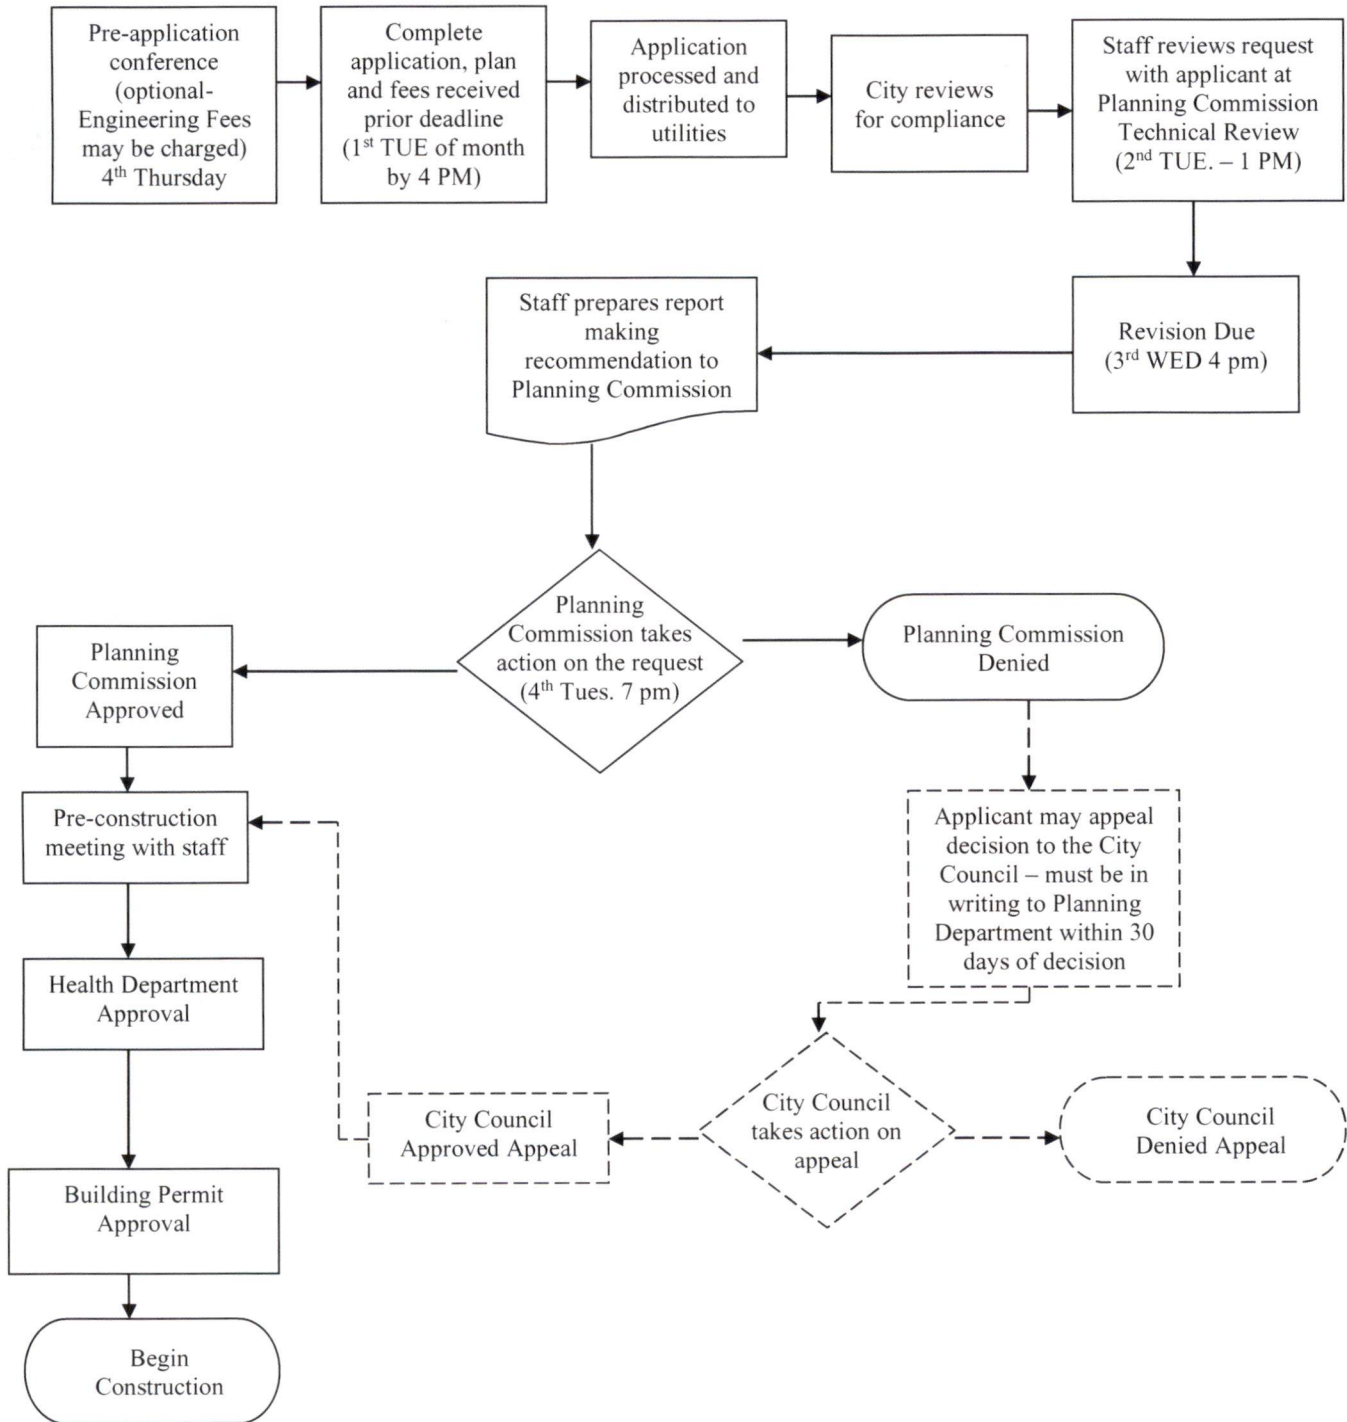 Pre-application
conference
(optional-
Engineering Fees
may be charged)
4th Thursday
Complete
application, plan
and fees received
prior deadline
(1st TUE of month
by 4 PM)
Application
processed and
distributed to
utilities
City reviews
for compliance
Staff reviews request
with applicant at
Planning Commission
Technical Review
(2nd TUE. – 1 PM)
Revision Due
(3rd WED 4 pm)
Staff prepares report
making
recommendation to
Planning Commission
Planning
Commission takes
action on the request
(4th Tues. 7 pm)
Planning Commission
Denied
Planning
Commission
Approved
Pre-construction
meeting with staff
Applicant may appeal
decision to the City
Council – must be in
writing to Planning
Department within 30
days of decision
Health Department
Approval
City Council
takes action on
appeal
City Council
Approved Appeal
City Council
Denied Appeal
Building Permit
Approval
Begin
Construction